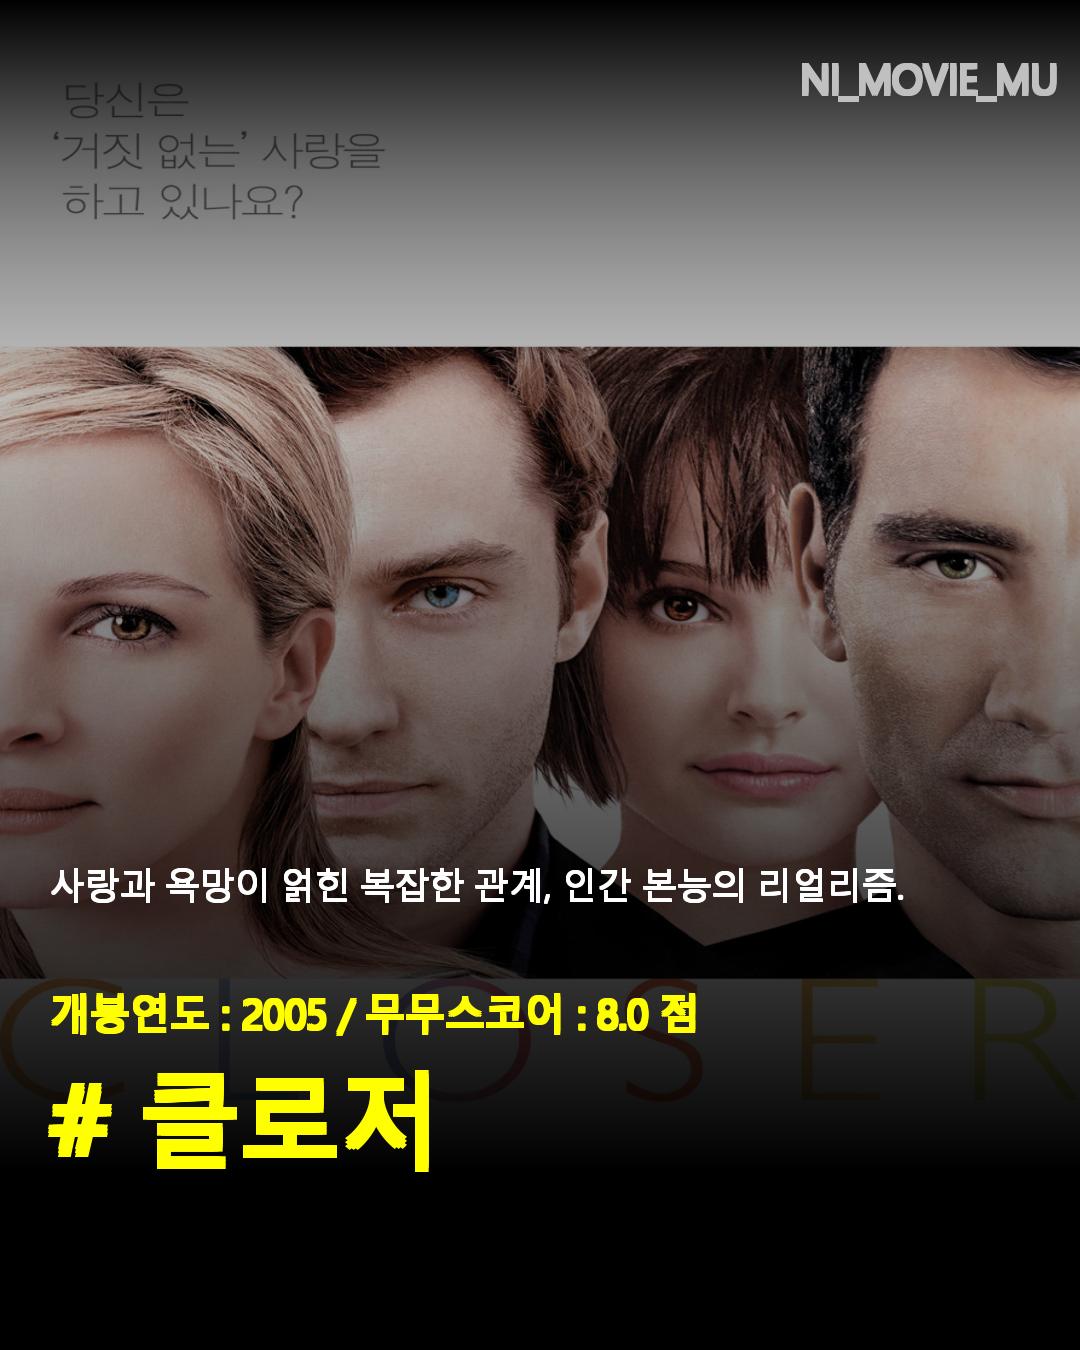 NI_MOVIE_MU
당신은
‘거짓 없는’ 사랑을
하고 있나요?
사랑과 욕망이 얽힌 복잡한 관계, 인간 본능의 리얼리즘.
CLOSER
개봉연도 : 2005 / 무무스코어 : 8.0 점
# 클로저